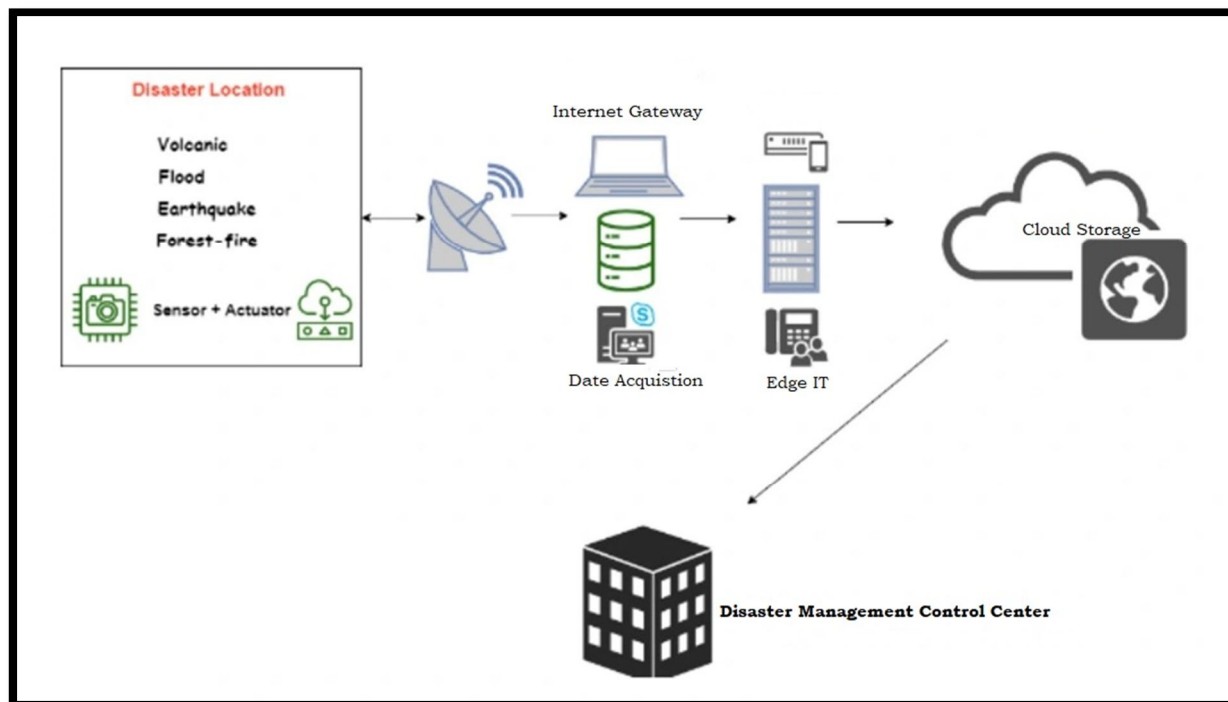 Disaster Location
Volcanic
Flood
Earthquake
Forest-fire
Sensor + Actuator
Internet Gateway
S
Date Acquistion
Edge IT
Cloud Storage
Disaster Management Control Center